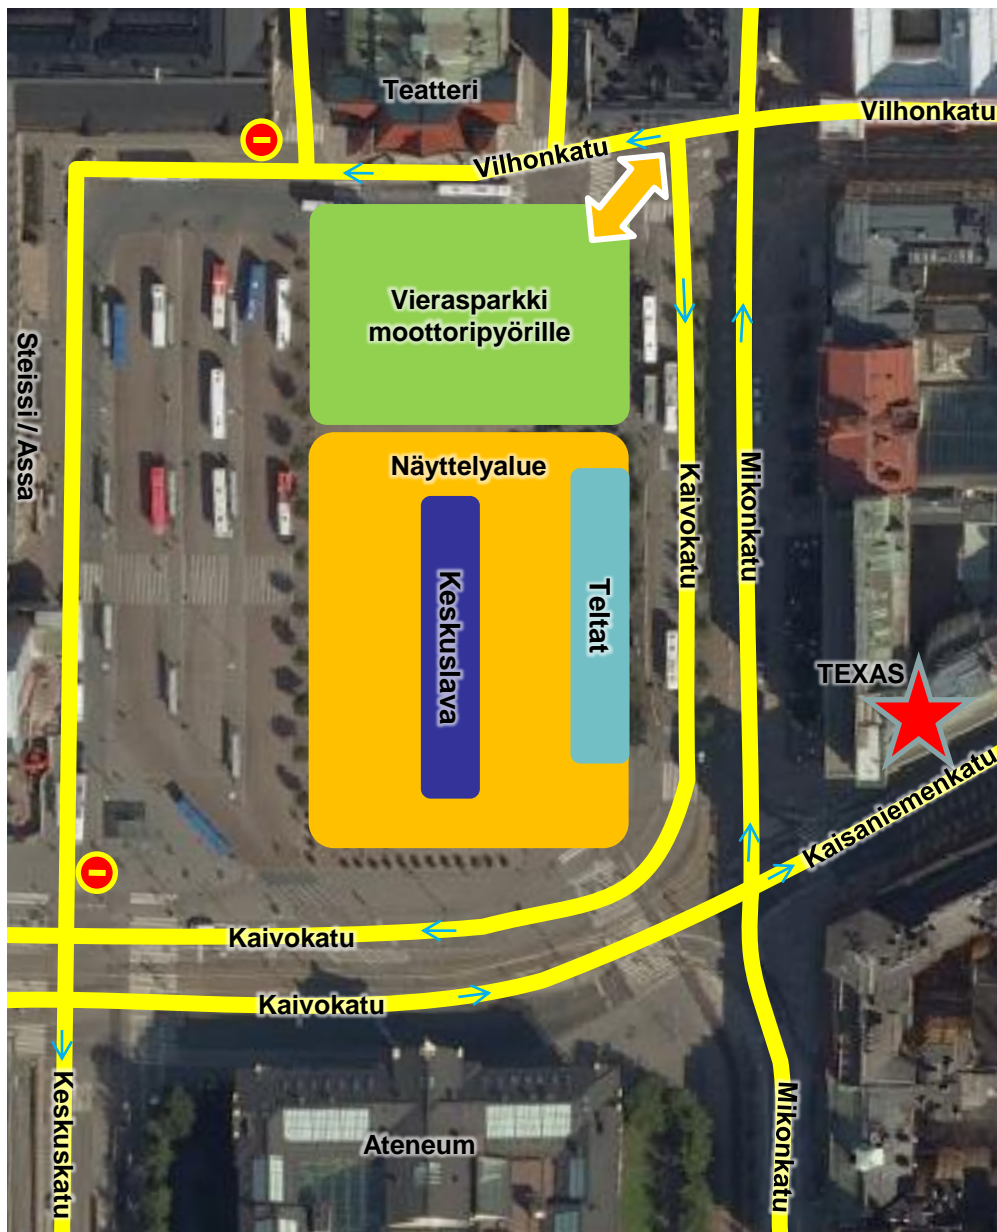 Teatteri
Vilhonkatu
Vilhonkatu
Vierasparkki
moottoripyörille
Steissi / Assa
Näyttelyalue
Kaivokatu
Mikonkatu
Keskuslava
Teltat
TEXAS
Kaisaniemenkatu
Kaivokatu
Kaivokatu
Keskuskatu
Ateneum
Mikonkatu